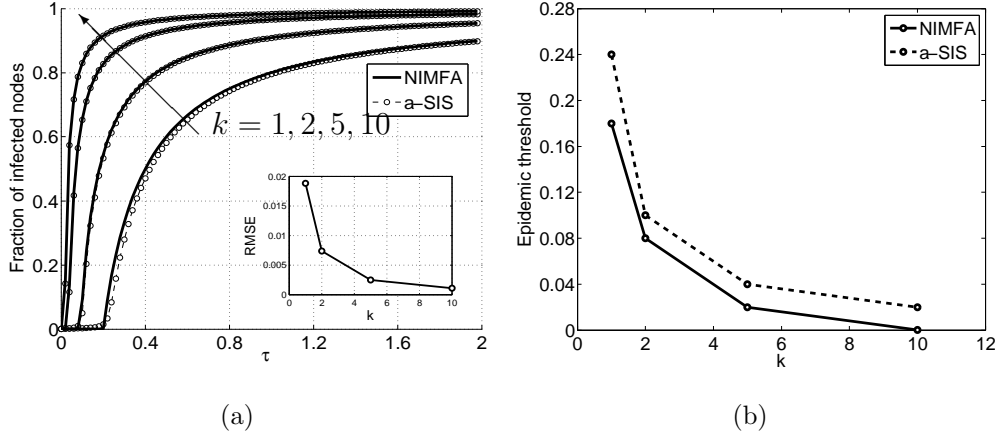 1
0.8
0.6
0.4
0.2
0
Fraction of infected nodes
0 0.4 0.8 1.2 1.6 2
τ
NIMFA
a–SIS
k = 1, 2, 5, 10
0.02
0.015
0.01
0.005
0
RMSE
0 2 4 6 8 10
k
(a)
0.28
0.24
0.2
0.16
0.12
0.08
0.04
0
Epidemic threshold
0 2 4 6 8 10 12
k
NIMFA
a–SIS
(b)